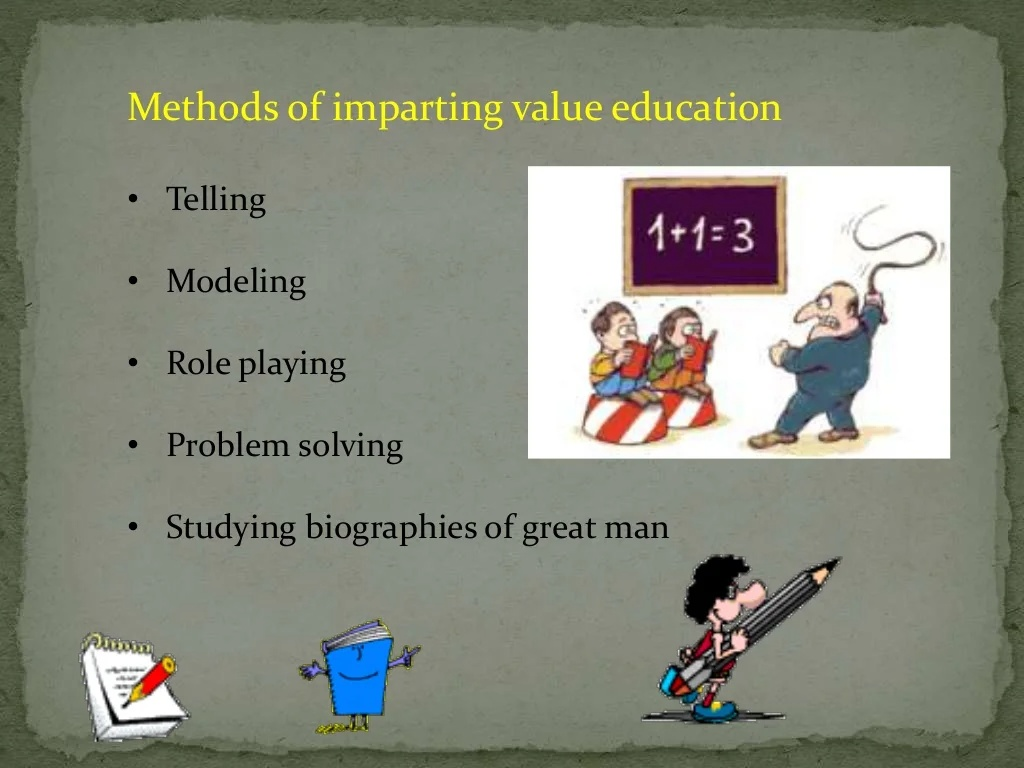 Methods of imparting value education
• Telling
• Modeling
• Role playing
• Problem solving
• Studying biographies of great man
1+1=3